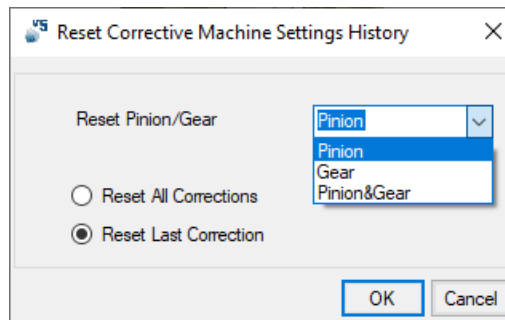 Reset Corrective Machine Settings History
Reset Pinion/Gear
Pinion
Pinion
Gear
Pinion&Gear
Reset All Corrections
Reset Last Correction
OK
Cancel